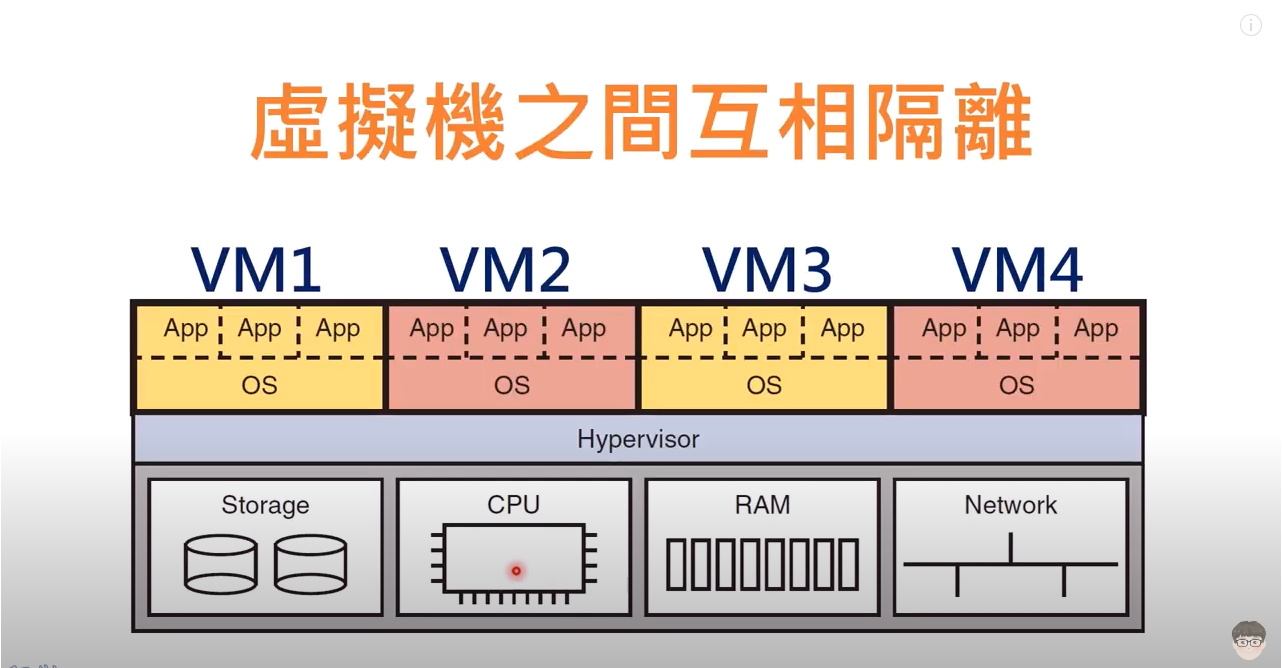 虛擬機之間互相隔離
VM1 VM2 VM3 VM4
App App App App App App App App App App App App
OS OS OS OS
Hypervisor
Storage CPU RAM Network